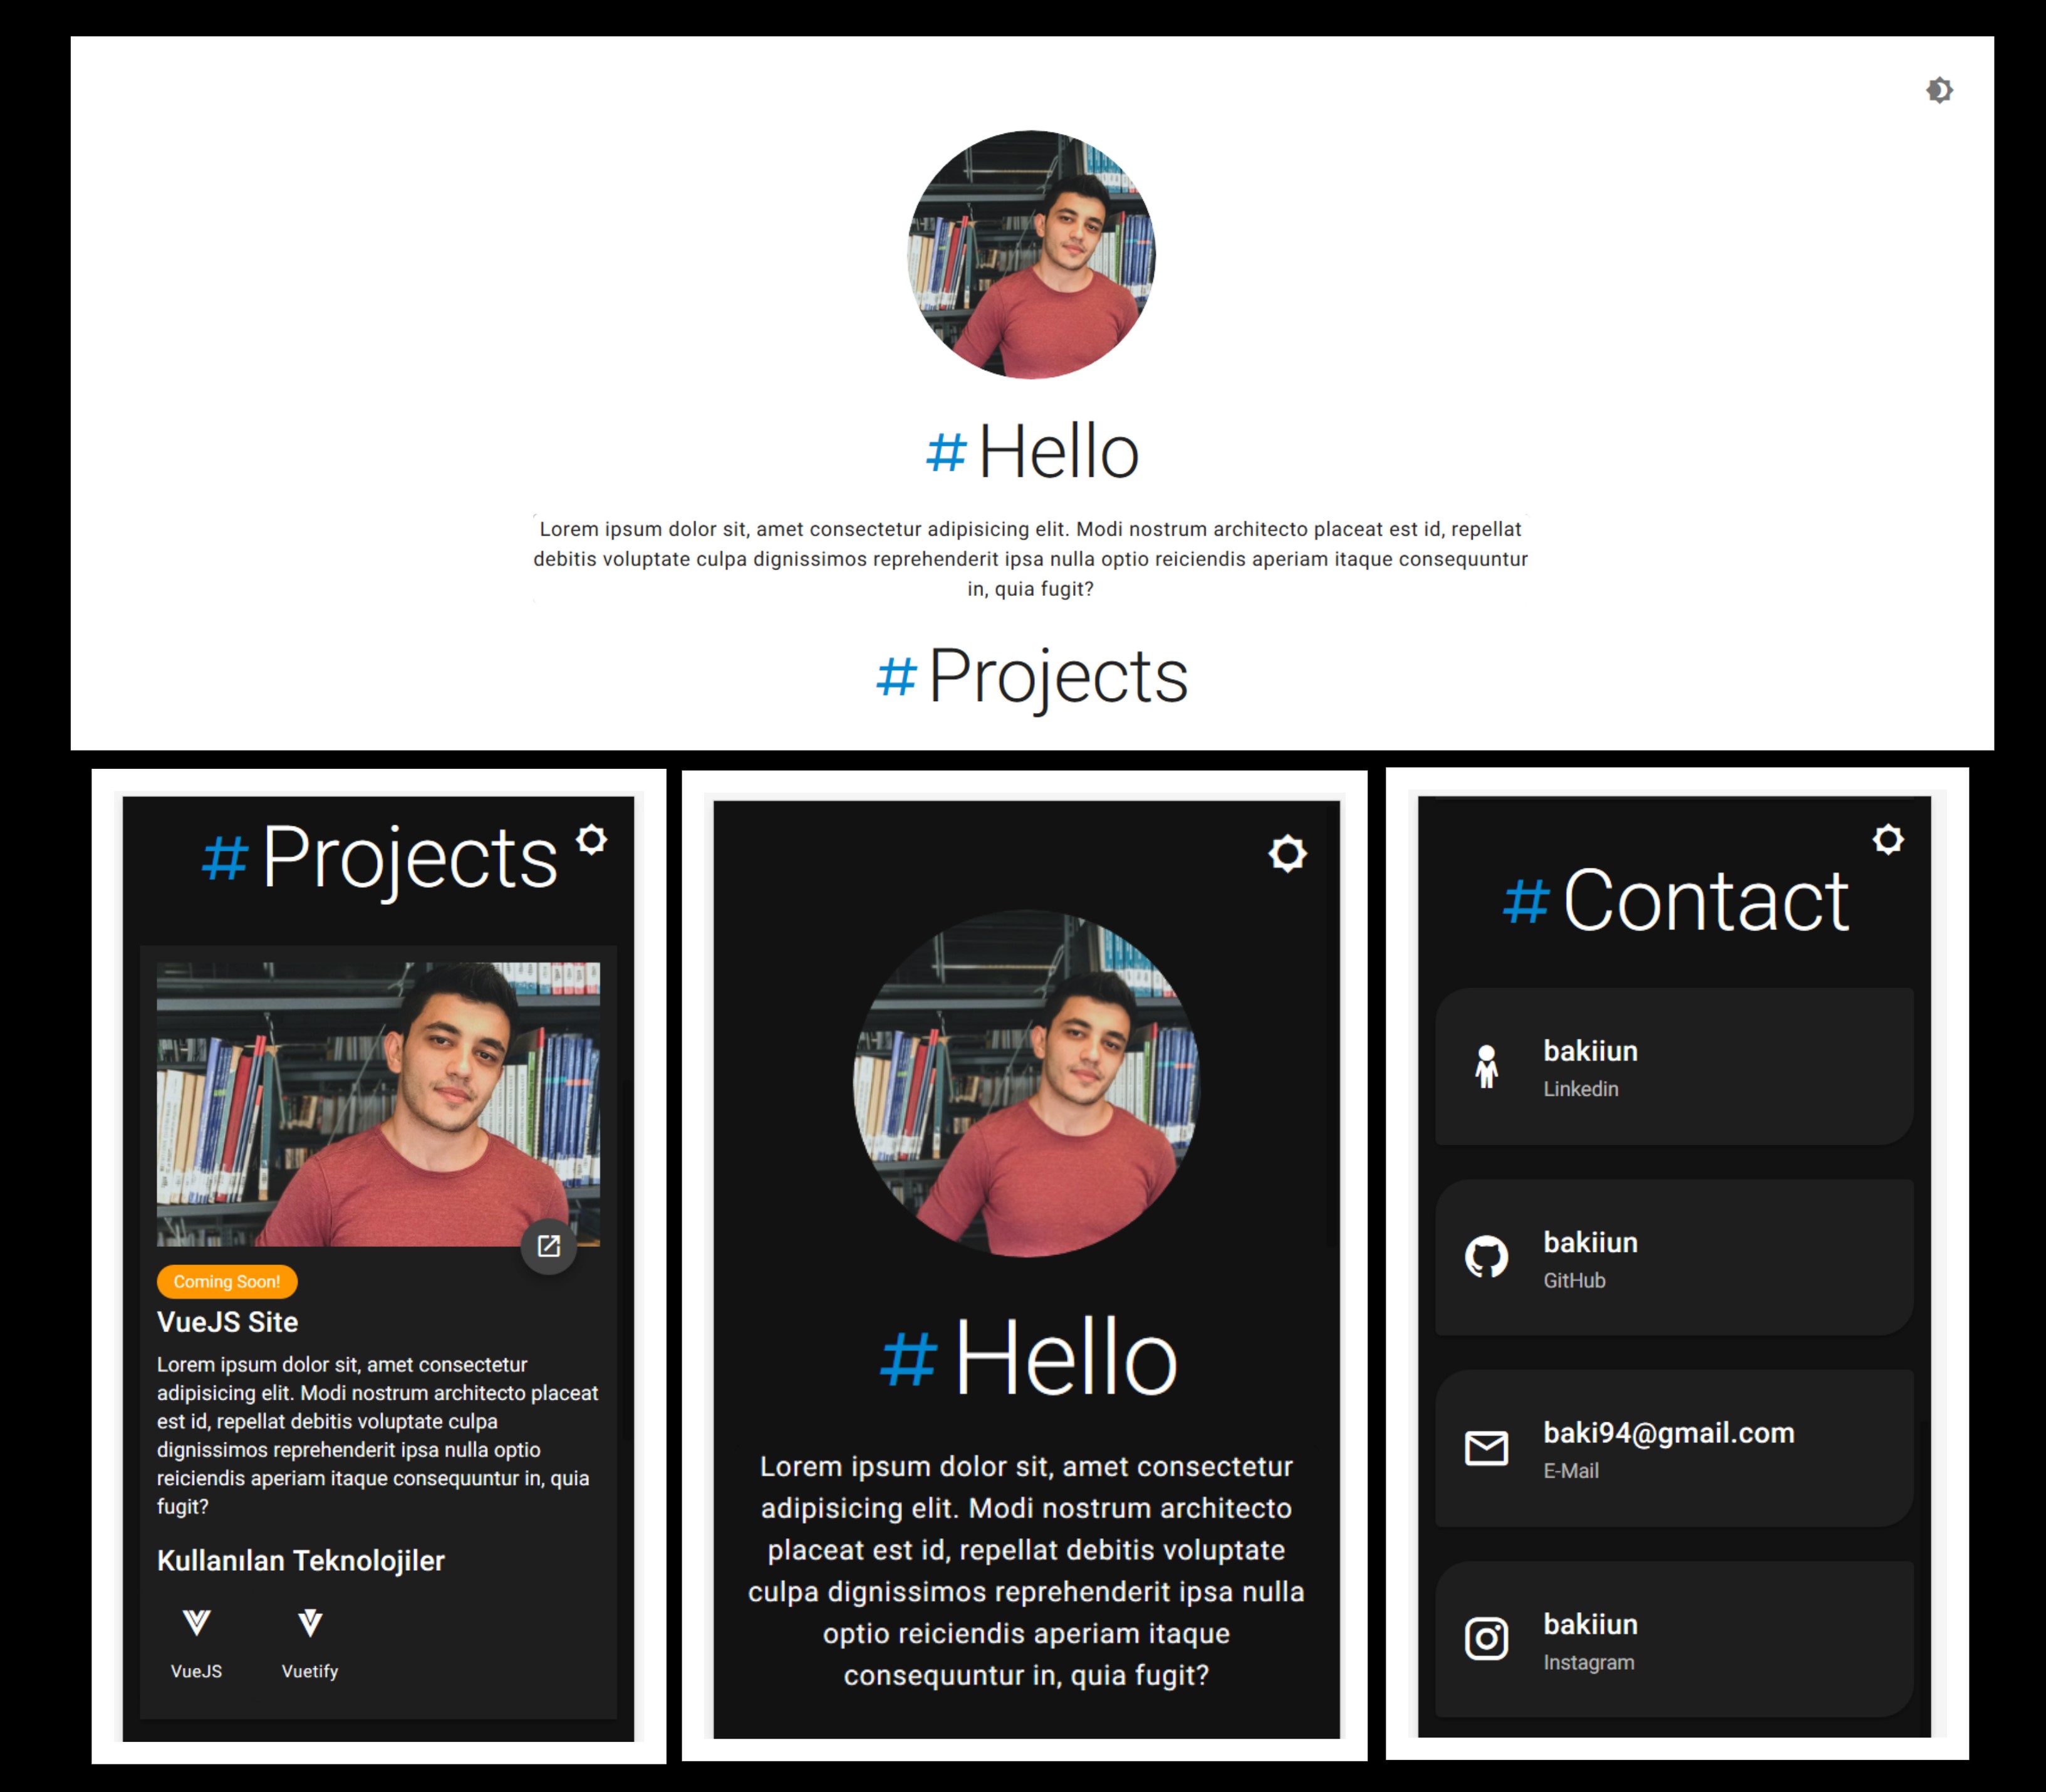 #Hello
Lorem ipsum dolor sit, amet consectetur adipisicing elit. Modi nostrum architecto placeat est id, repellat
debitis voluptate culpa dignissimos reprehenderit ipsa nulla optio reiciendis aperiam itaque consequuntur
in, quia fugit?
#Projects
#Projects
Coming Soon!
VueJS Site
Lorem ipsum dolor sit, amet consectetur
adipisicing elit. Modi nostrum architecto placeat
est id, repellat debitis voluptate culpa
dignissimos reprehenderit ipsa nulla optio
reiciendis aperiam itaque consequuntur in, quia
fugit?
Kullanılan Teknolojiler
VueJS
Vuetify
#Hello
Lorem ipsum dolor sit, amet consectetur
adipisicing elit. Modi nostrum architecto
placeat est id, repellat debitis voluptate
culpa dignissimos reprehenderit ipsa nulla
optio reiciendis aperiam itaque
consequuntur in, quia fugit?
#Contact
bakiiun
Linkedin
bakiiun
GitHub
baki94@gmail.com
E-Mail
bakiiun
Instagram